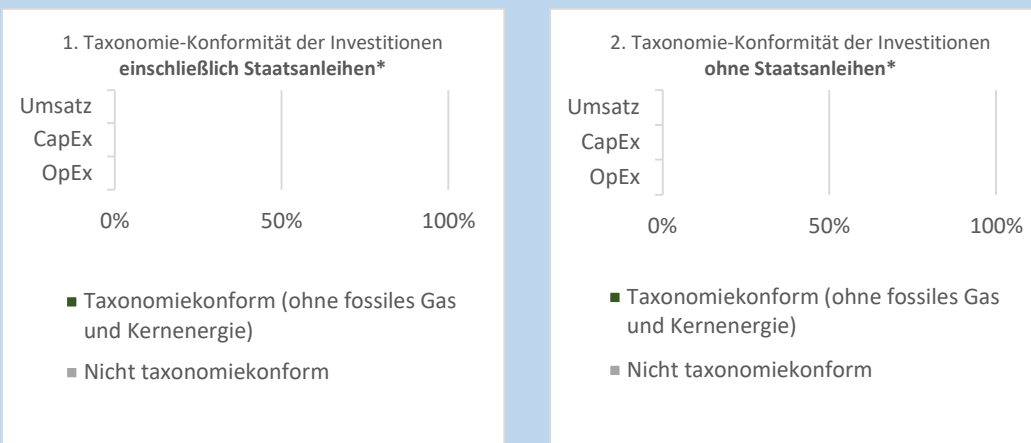 1. Taxonomie-Konformität der Investitionen
einschließlich Staatsanleihen*
Umsatz
CapEx
OpEx
0%
50%
100%
Taxonomiekonform (ohne fossiles Gas
und Kernenergie)
Nicht taxonomiekonform
2. Taxonomie-Konformität der Investitionen
ohne Staatsanleihen*
Umsatz
CapEx
OpEx
0%
50%
100%
Taxonomiekonform (ohne fossiles Gas
und Kernenergie)
Nicht taxonomiekonform